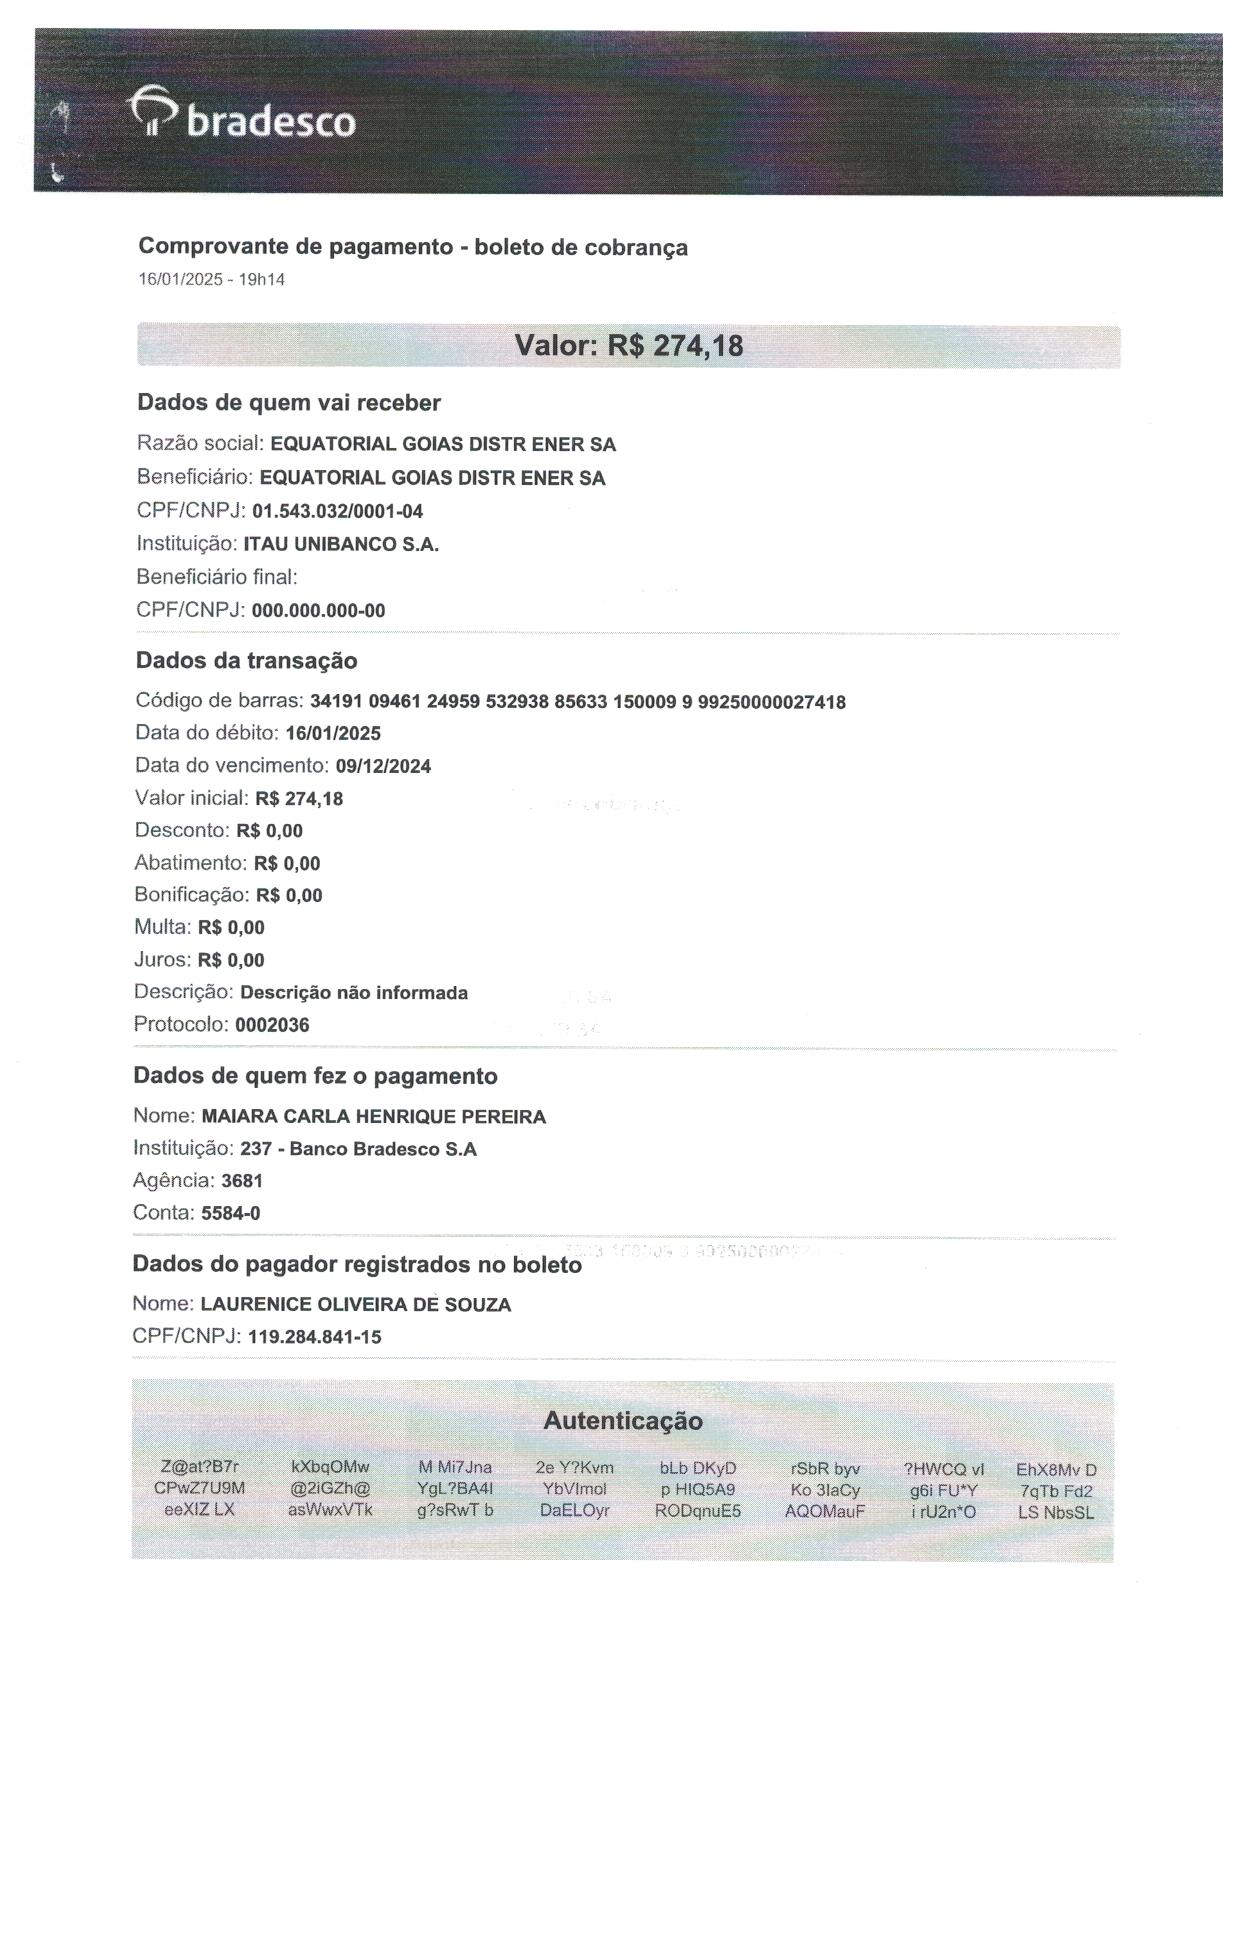 bradesco
Comprovante de pagamento - boleto de cobrança
16/01/2025 - 19h14
Valor: R$ 274,18
Dados de quem vai receber
Razão social: EQUATORIAL GOIAS DISTR ENER SA
Beneficiário: EQUATORIAL GOIAS DISTR ENER SA
CPF/CNPJ: 01.543.032/0001-04
Instituição: ITAU UNIBANCO S.A.
Beneficiário final:
CPF/CNPJ: 000.000.000-00
Dados da transação
Código de barras: 34191 09461 24959 532938 85633 150009 9 99250000027418
Data do débito: 16/01/2025
Data do vencimento: 09/12/2024
Valor inicial: R$ 274,18
Desconto: R$ 0,00
Abatimento: R$ 0,00
Bonificação: R$ 0,00
Multa: R$ 0,00
Juros: R$ 0,00
Descrição: Descrição não informada
Protocolo: 0002036
Dados de quem fez o pagamento
Nome: MAIARA CARLA HENRIQUE PEREIRA
Instituição: 237 - Banco Bradesco S.A
Agência: 3681
Conta: 5584-0
Dados do pagador registrados no boleto
Nome: LAURENICE OLIVEIRA DE SOUZA
CPF/CNPJ: 119.284.841-15
Autenticação
Z@at?B7r kXbqOMw M Mi7Jna 2e Y?Kvm bLb DKyD rSbR byv ?HWCQ vI EhX8Mv D
CPwZ7U9M @2iGZh@ YgL?BA4I YbVImoI p HIQ5A9 Ko 3IaCy g6i FU*Y 7qTb Fd2
eeXIZ LX asWwxVTk g?sRwT b DaELOyr RODqnuE5 AQOMauF i rU2n*O LS NbsSL